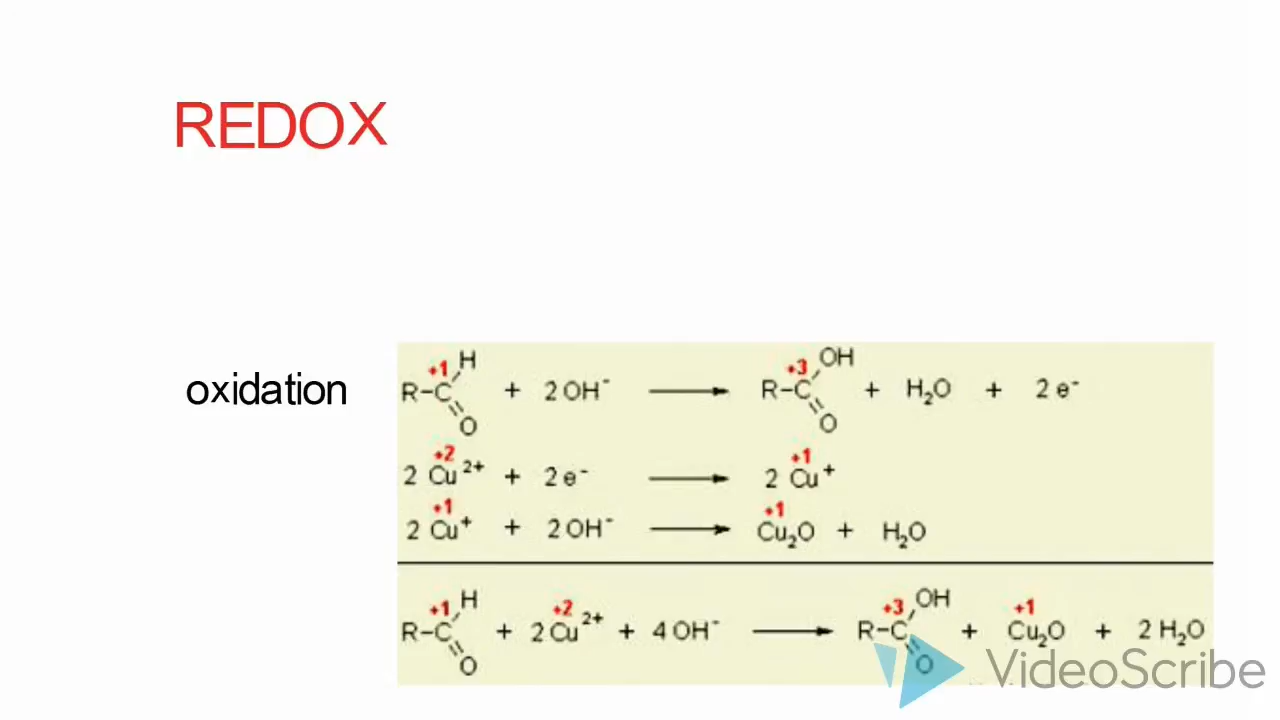 REDOX
oxidation
+1 H +3 OH
R–C + 2 OH⁻ → R–C + H₂O + 2 e⁻
O O
+2 +1
2 Cu²⁺ + 2 e⁻ → 2 Cu⁺
+1 +1
2 Cu⁺ + 2 OH⁻ → Cu₂O + H₂O
+1 H +2 +3 OH +1
R–C + 2 Cu²⁺ + 4 OH⁻ → R–C + Cu₂O + 2 H₂O
O O
VideoScribe